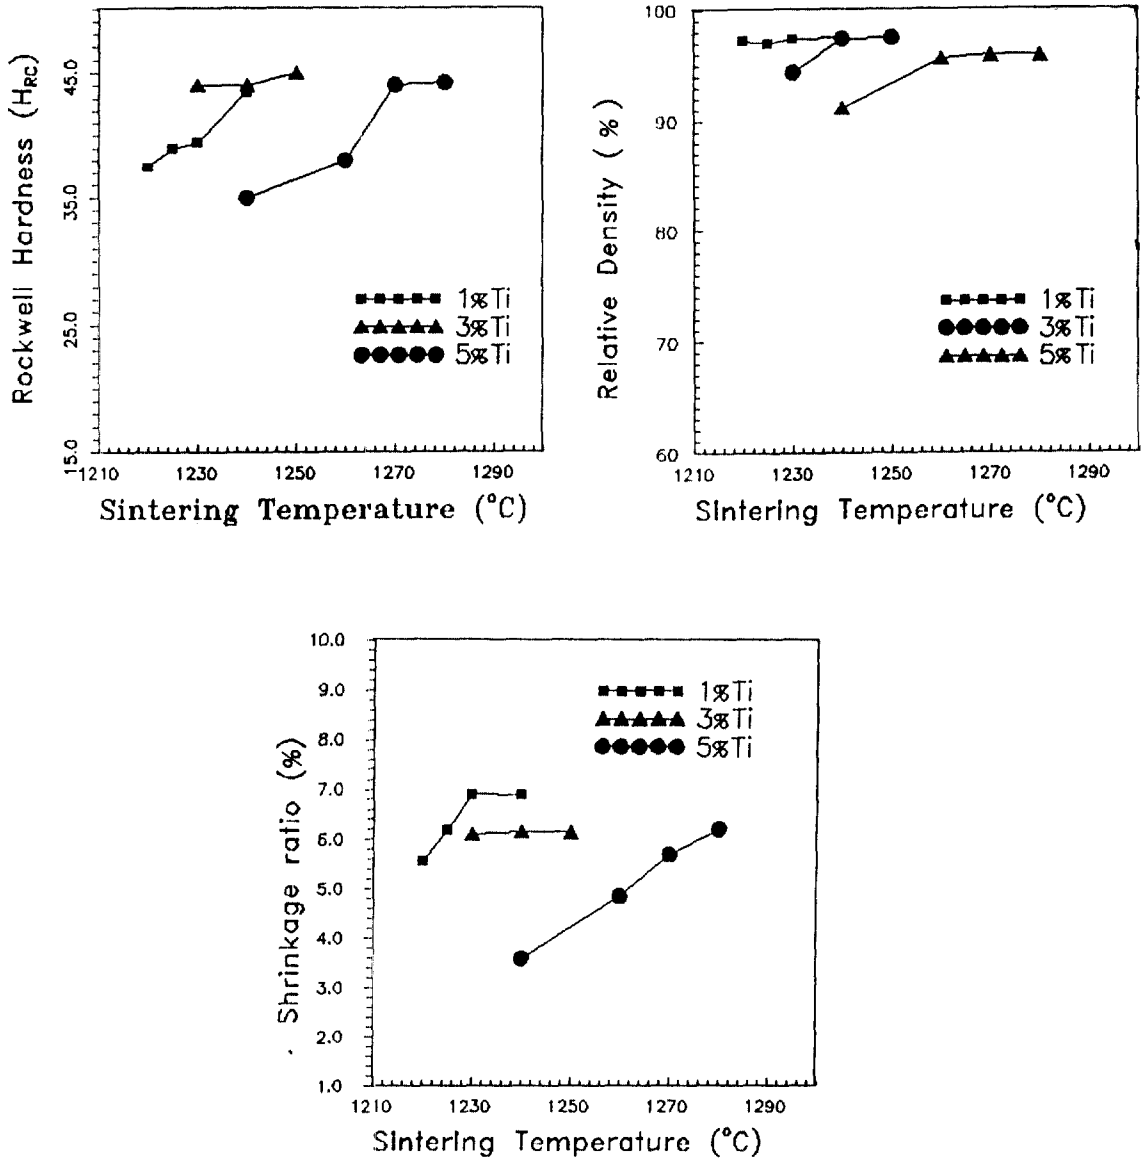 Rockwell Hardness (HRC)
45.0
35.0
25.0
15.0
1%Ti
3%Ti
5%Ti
1210 1230 1250 1270 1290
Sintering Temperature (°C)
Relative Density (%)
100
90
80
70
60
1%Ti
3%Ti
5%Ti
1210 1230 1250 1270 1290
Sintering Temperature (°C)
Shrinkage ratio (%)
10.0
9.0
8.0
7.0
6.0
5.0
4.0
3.0
2.0
1.0
1%Ti
3%Ti
5%Ti
1210 1230 1250 1270 1290
Sintering Temperature (°C)